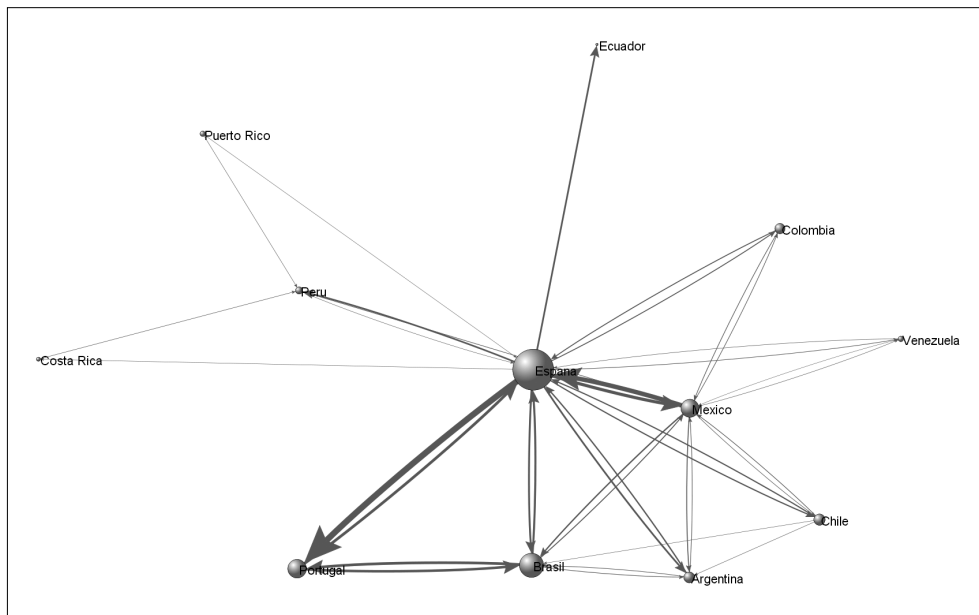 Ecuador
Puerto Rico
Colombia
Peru
Venezuela
Costa Rica
Espana
Mexico
Chile
Portugal
Brasil
Argentina